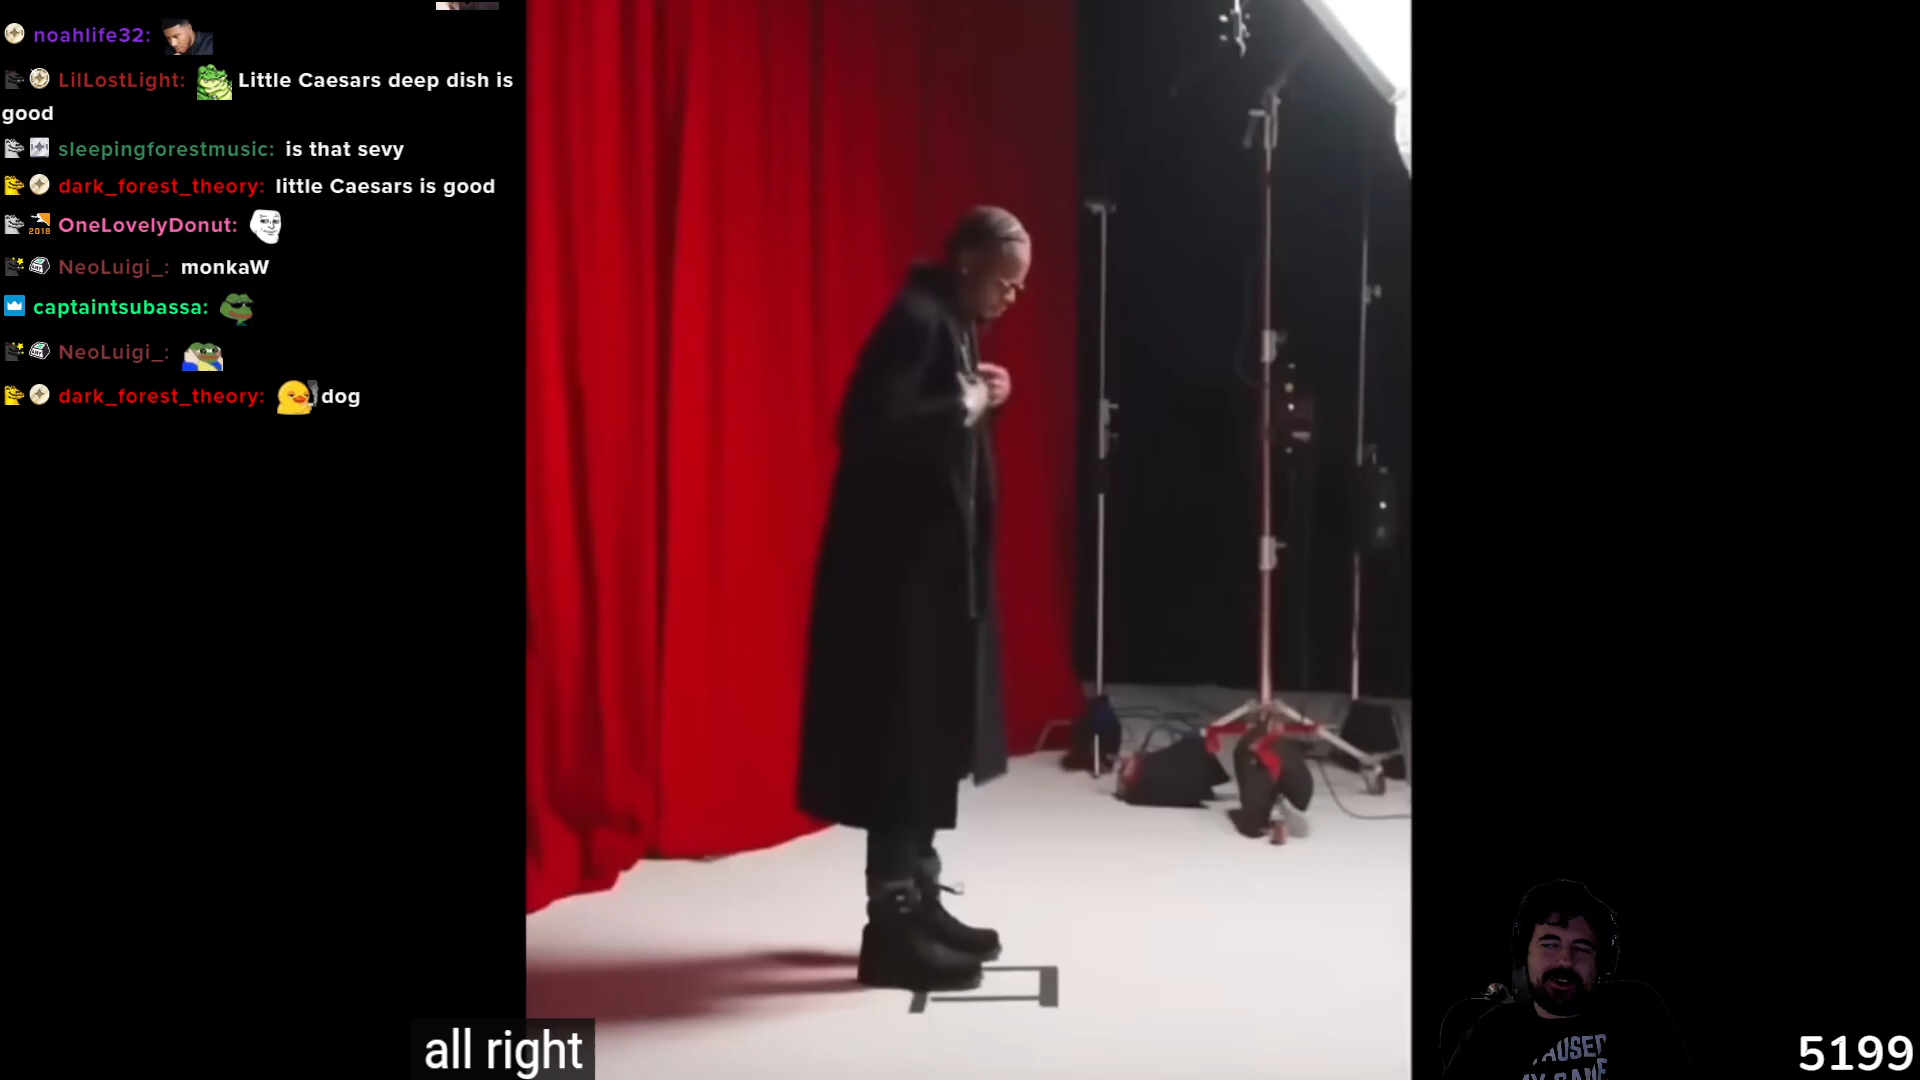 noahlife32:
LilLostLight: Little Caesars deep dish is
good
sleepingforestmusic: is that sevy
dark_forest_theory: little Caesars is good
OneLovelyDonut:
2018
NeoLuigi_: monkaW
captaintsubassa:
NeoLuigi_:
dark_forest_theory: dog
all right
5199